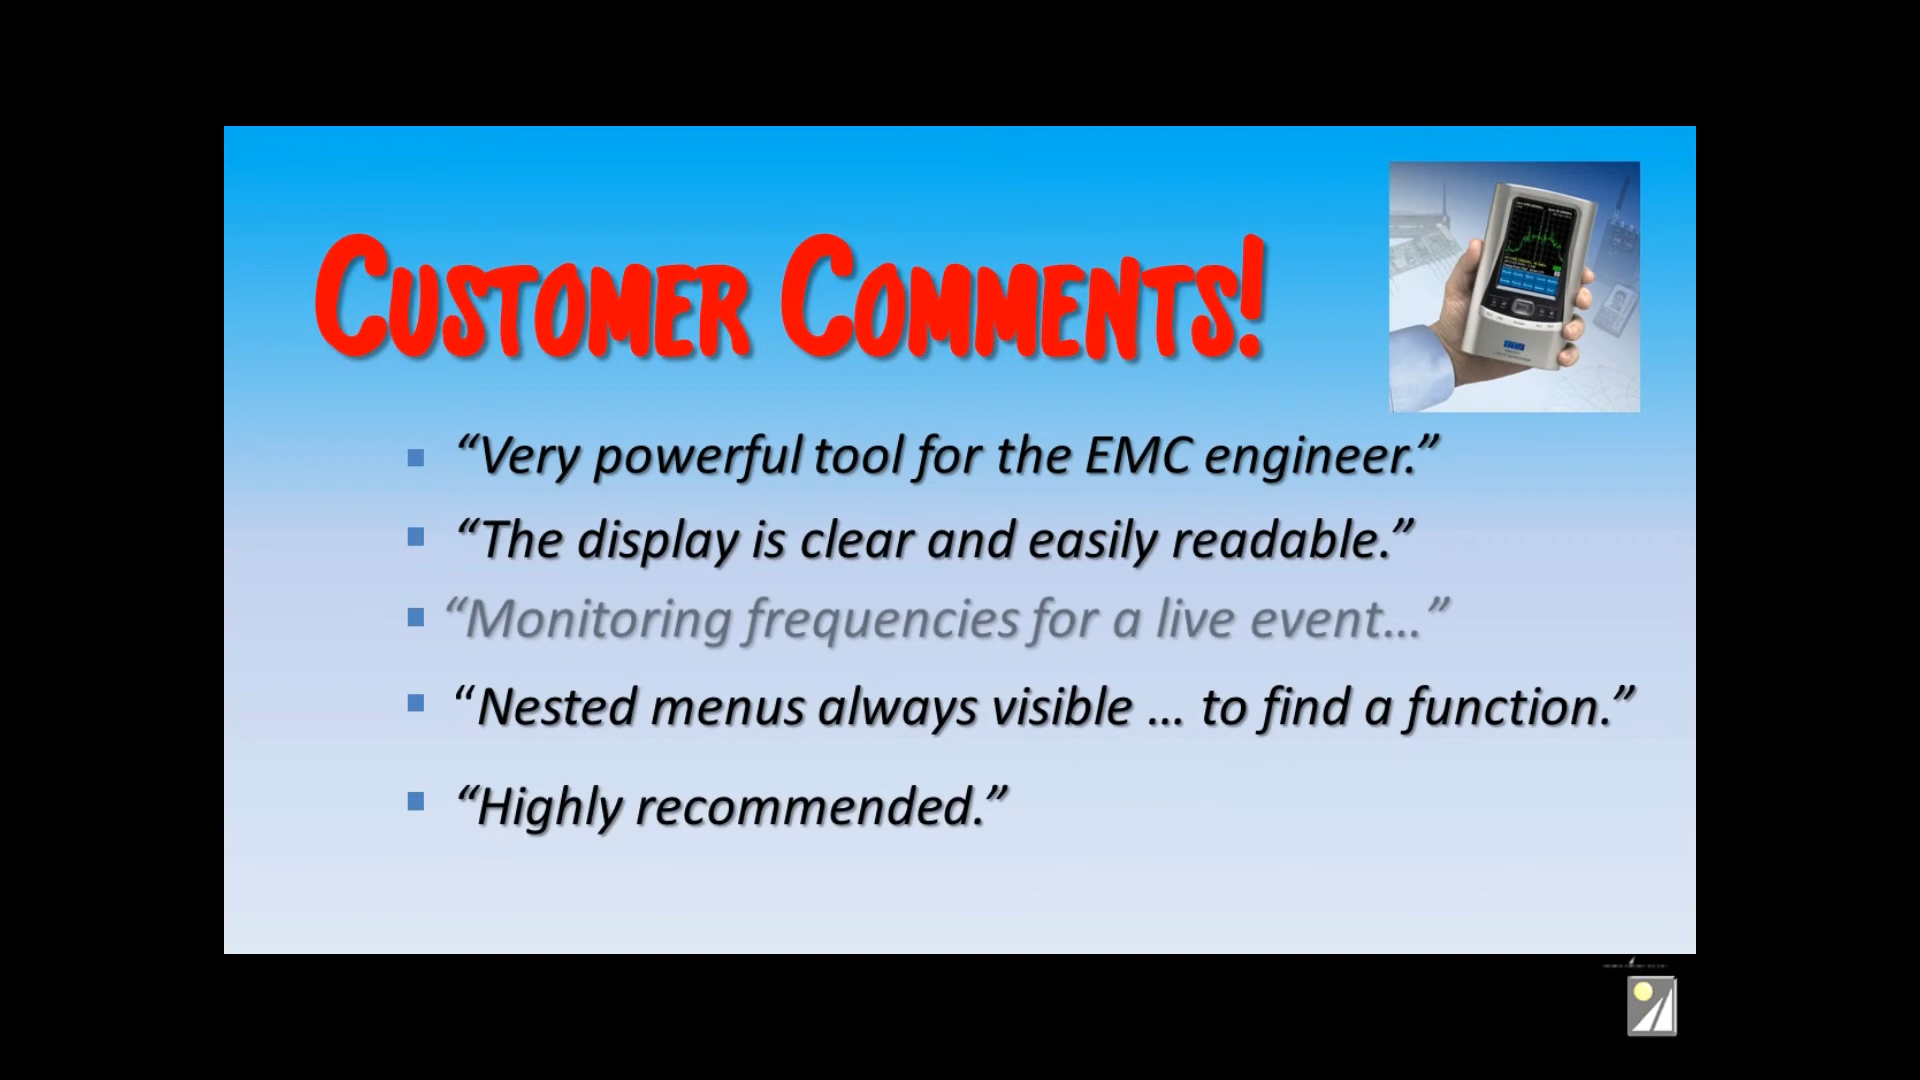 CUSTOMER COMMENTS!
“Very powerful tool for the EMC engineer.”
“The display is clear and easily readable.”
“Monitoring frequencies for a live event...”
“Nested menus always visible ... to find a function.”
“Highly recommended.”